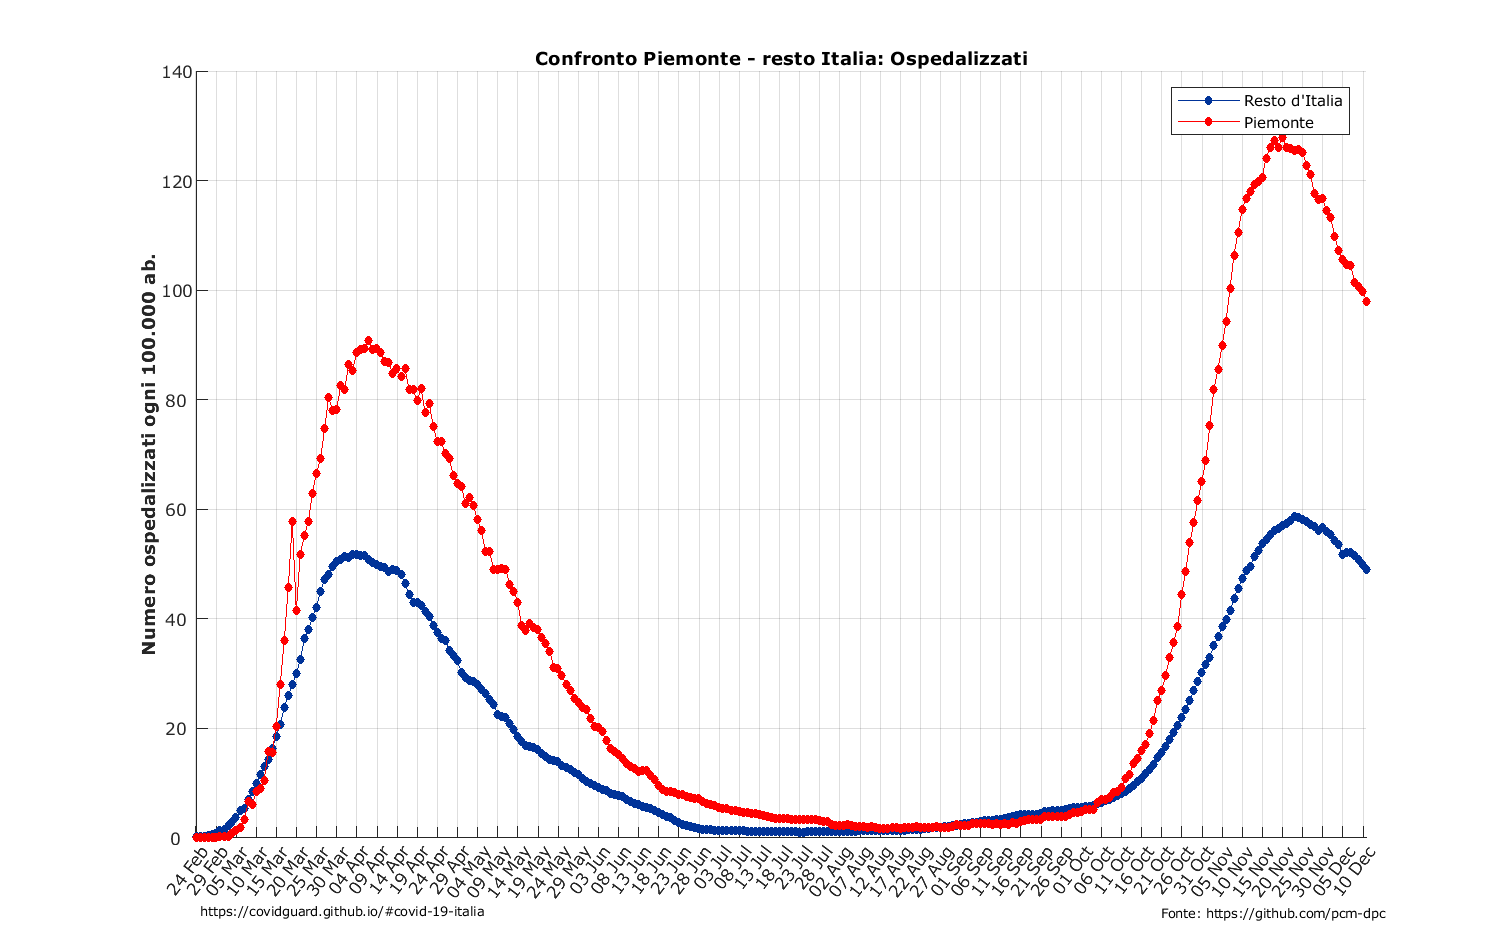 Confronto Piemonte - resto Italia: Ospedalizzati
Numero ospedalizzati ogni 100.000 ab.
140
120
100
80
60
40
20
0
Resto d'Italia
Piemonte
24 Feb
29 Feb
05 Mar
10 Mar
15 Mar
20 Mar
25 Mar
30 Mar
04 Apr
09 Apr
14 Apr
19 Apr
24 Apr
29 Apr
04 May
09 May
14 May
19 May
24 May
29 May
03 Jun
08 Jun
13 Jun
18 Jun
23 Jun
28 Jun
03 Jul
08 Jul
13 Jul
18 Jul
23 Jul
28 Jul
02 Aug
07 Aug
12 Aug
17 Aug
22 Aug
27 Aug
01 Sep
06 Sep
11 Sep
16 Sep
21 Sep
26 Sep
01 Oct
06 Oct
11 Oct
16 Oct
21 Oct
26 Oct
31 Oct
05 Nov
10 Nov
15 Nov
20 Nov
25 Nov
30 Nov
05 Dec
10 Dec
https://covidguard.github.io/#covid-19-italia
Fonte: https://github.com/pcm-dpc